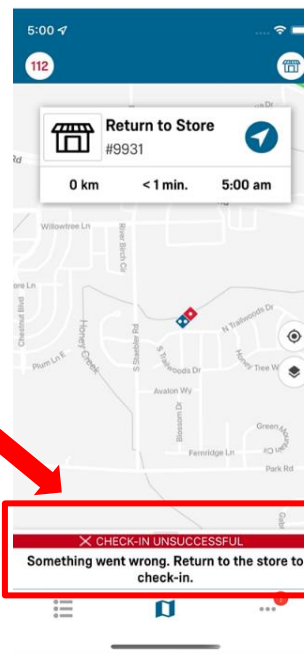 5:00
112
Return to Store
#9931
0 km < 1 min. 5:00 am
Rd
Willowtree Ln
River Birch Cir
ore Ln
Chestnut Blvd
Honey Creek
S Staebler Rd
N Trailwoods Dr
Plum Ln E
S Trailwoods Dr
Honey Tree W
Avalon Wy
Blossom Dr
Green
Fernridge Ln
Park Rd
CHECK-IN UNSUCCESSFUL
Something went wrong. Return to the store to
check-in.